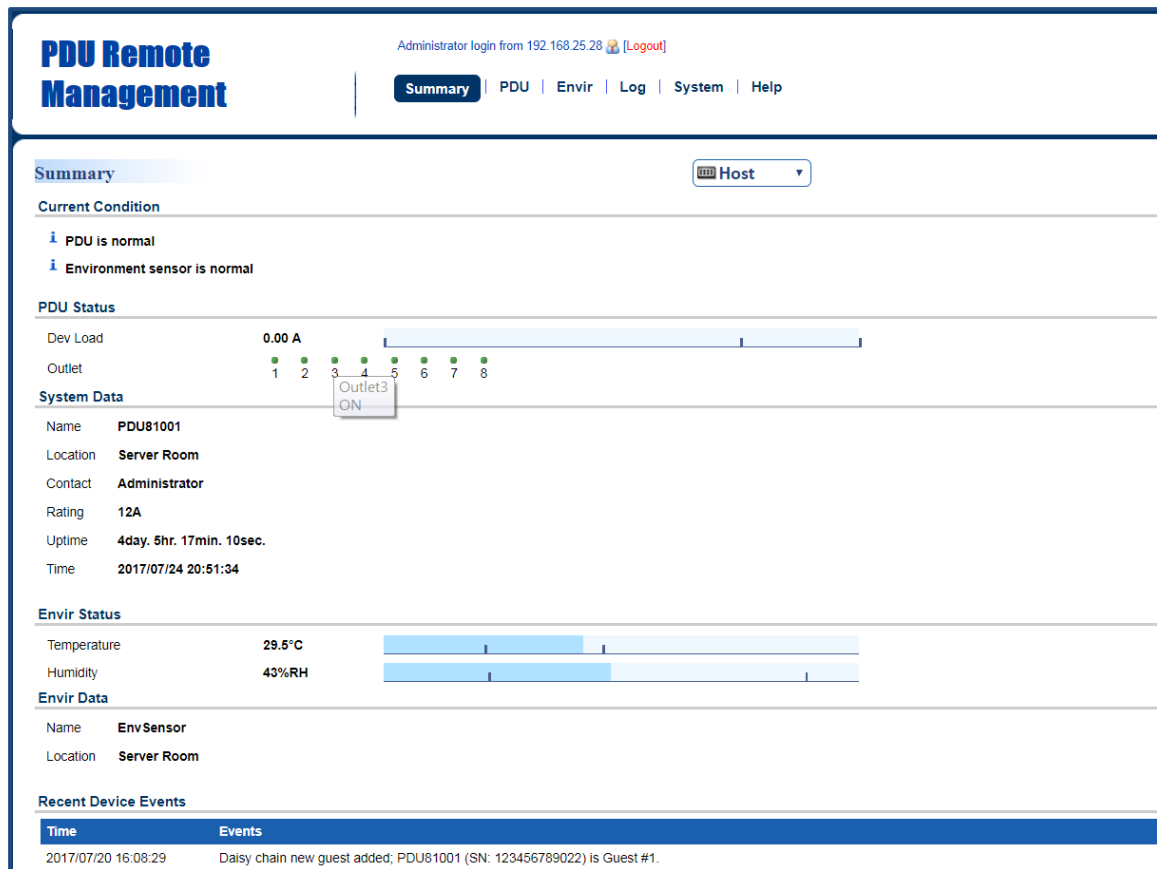 PDU Remote
Management
Administrator login from 192.168.25.28 [Logout]
Summary | PDU | Envir | Log | System | Help
Summary
Host
Current Condition
PDU is normal
Environment sensor is normal
PDU Status
Dev Load 0.00 A
Outlet 1 2 3 4 5 6 7 8
Outlet3
ON
System Data
Name PDU81001
Location Server Room
Contact Administrator
Rating 12A
Uptime 4day. 5hr. 17min. 10sec.
Time 2017/07/24 20:51:34
Envir Status
Temperature 29.5°C
Humidity 43%RH
Envir Data
Name EnvSensor
Location Server Room
Recent Device Events
Time Events
2017/07/20 16:08:29 Daisy chain new guest added; PDU81001 (SN: 123456789022) is Guest #1.